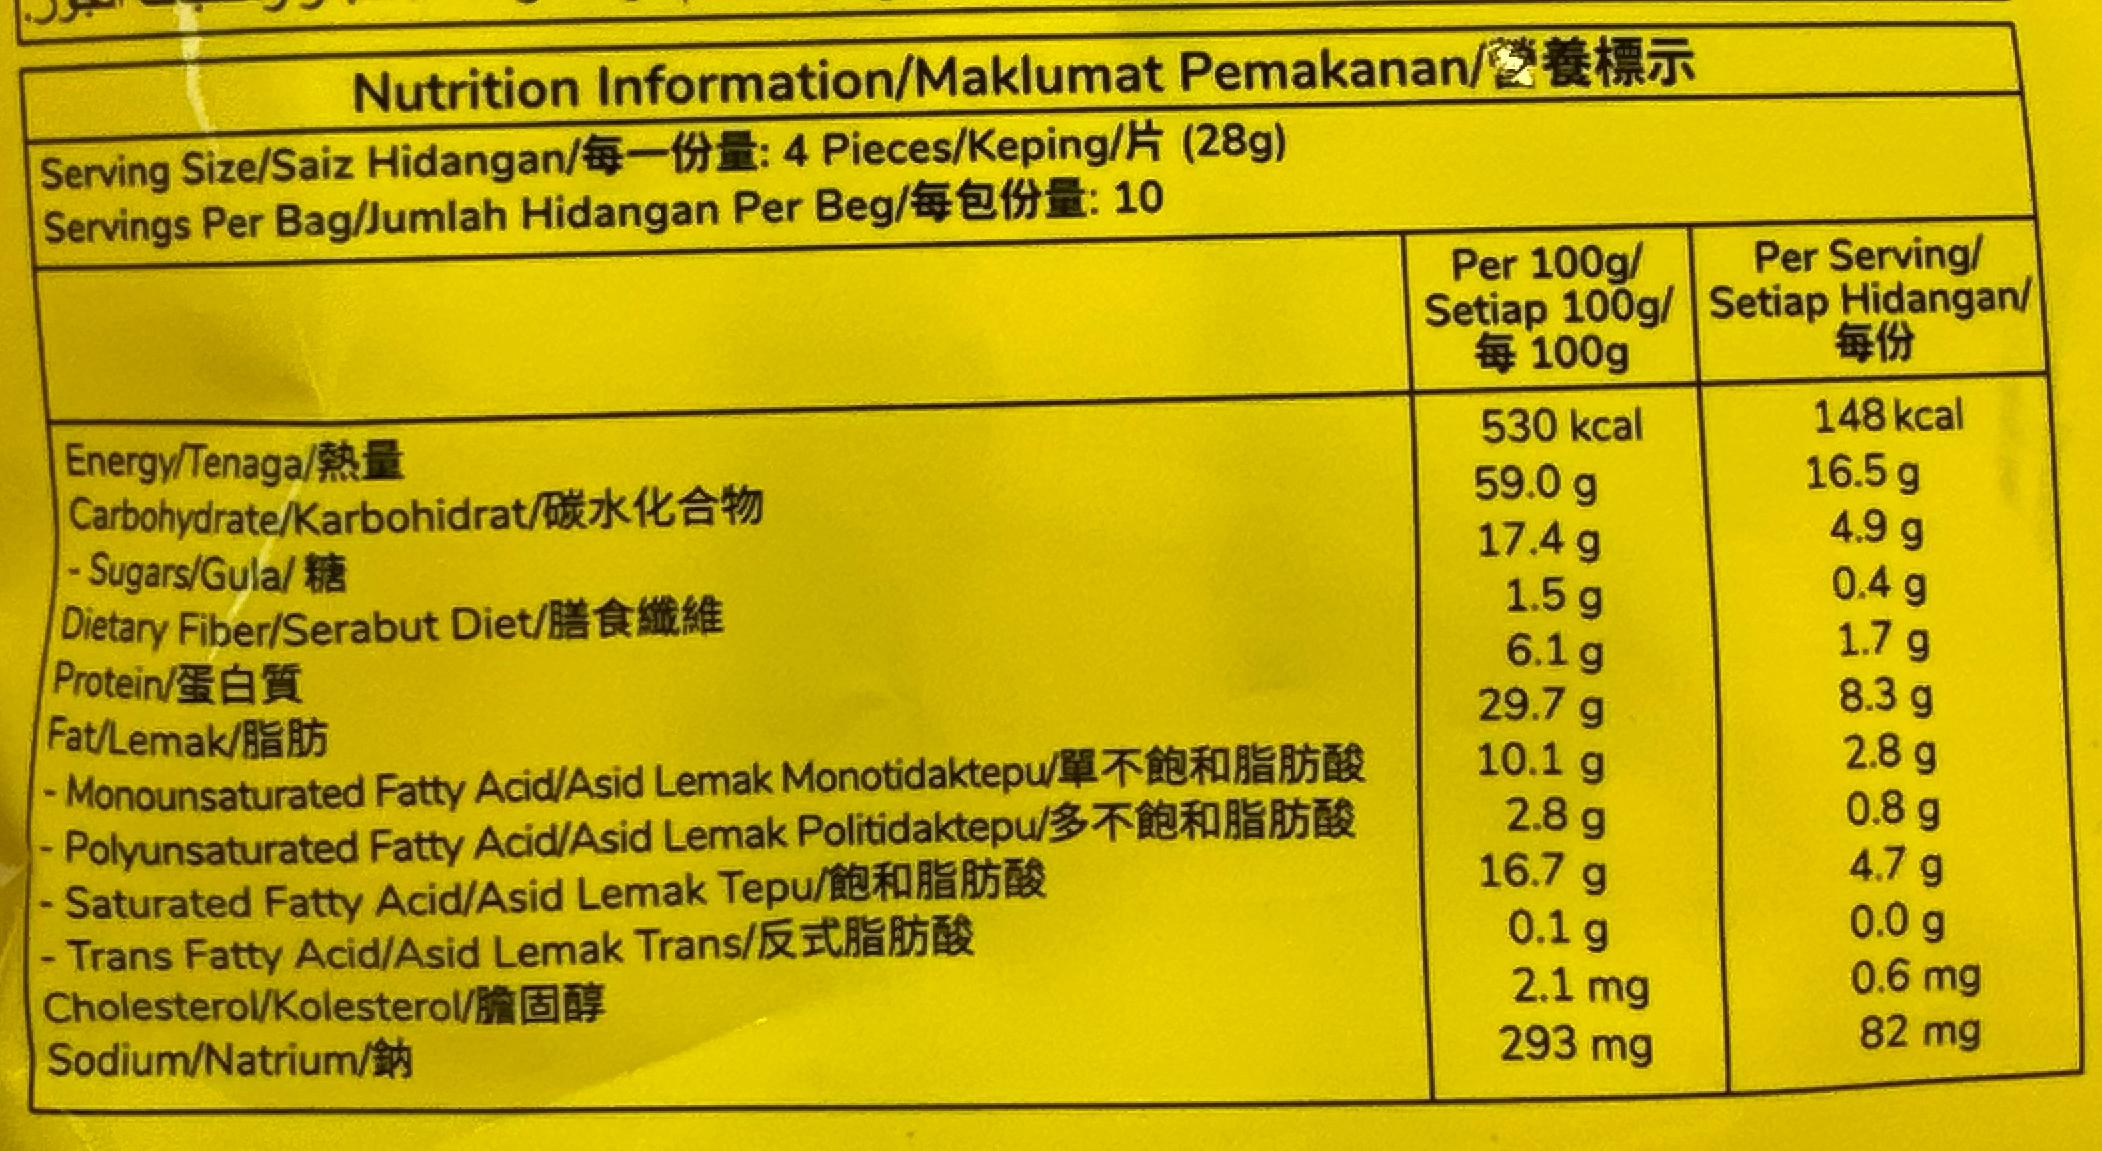 Nutrition Information/Maklumat Pemakanan/營養標示
Serving Size/Saiz Hidangan/每一份量: 4 Pieces/Keping/片 (28g)
Servings Per Bag/Jumlah Hidangan Per Beg/每包份量: 10
Per 100g/
Setiap 100g/
每 100g
Per Serving/
Setiap Hidangan/
每份
Energy/Tenaga/熱量 530 kcal 148 kcal
Carbohydrate/Karbohidrat/碳水化合物 59.0 g 16.5 g
- Sugars/Gula/ 糖 17.4 g 4.9 g
Dietary Fiber/Serabut Diet/膳食纖維 1.5 g 0.4 g
Protein/蛋白質 6.1 g 1.7 g
Fat/Lemak/脂肪 29.7 g 8.3 g
- Monounsaturated Fatty Acid/Asid Lemak Monotidaktepu/單不飽和脂肪酸 10.1 g 2.8 g
- Polyunsaturated Fatty Acid/Asid Lemak Politidaktepu/多不飽和脂肪酸 2.8 g 0.8 g
- Saturated Fatty Acid/Asid Lemak Tepu/飽和脂肪酸 16.7 g 4.7 g
- Trans Fatty Acid/Asid Lemak Trans/反式脂肪酸 0.1 g 0.0 g
Cholesterol/Kolesterol/膽固醇 2.1 mg 0.6 mg
Sodium/Natrium/鈉 293 mg 82 mg